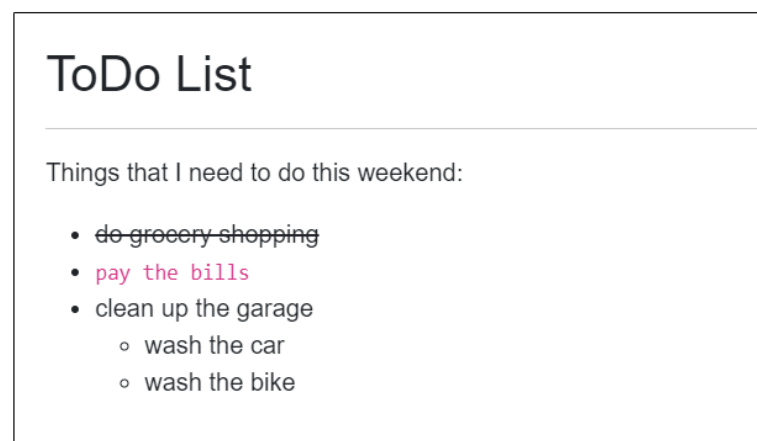 ToDo List
Things that I need to do this weekend:
do grocery shopping
pay the bills
clean up the garage
wash the car
wash the bike